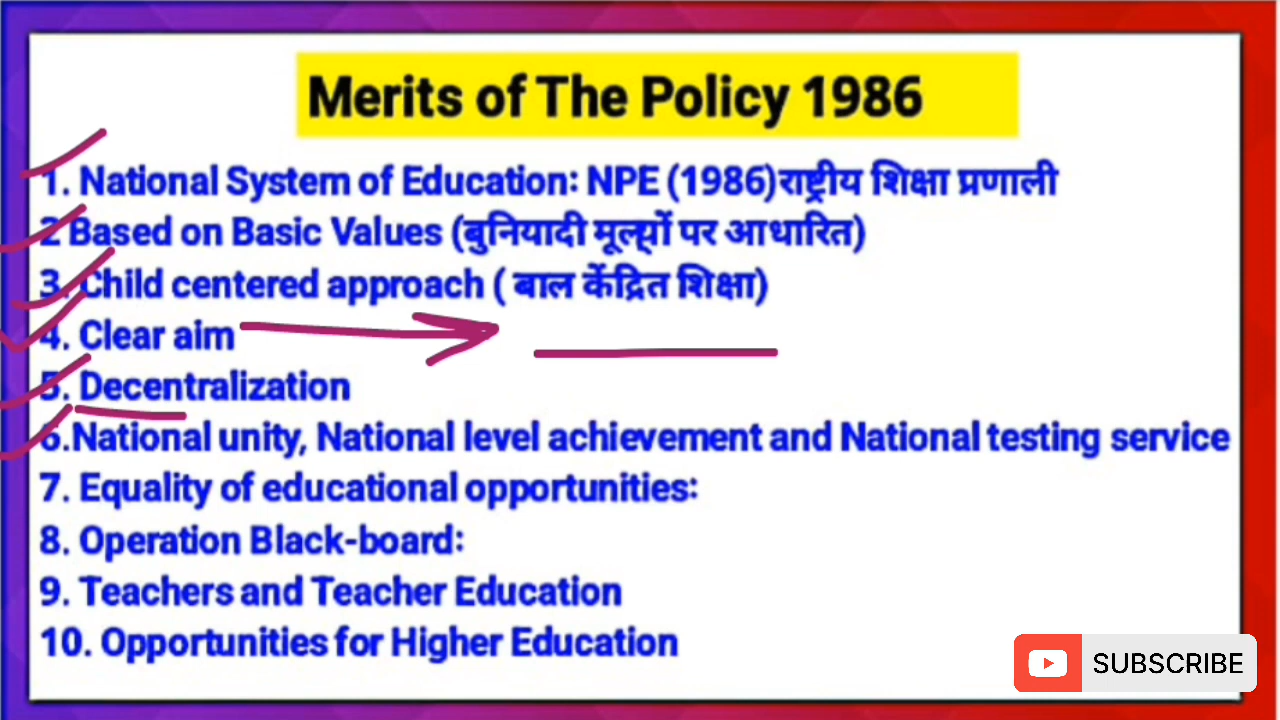 Merits of The Policy 1986
1. National System of Education: NPE (1986)राष्ट्रीय शिक्षा प्रणाली
2 Based on Basic Values (बुनियादी मूल्यों पर आधारित)
3. Child centered approach ( बाल केंद्रित शिक्षा)
4. Clear aim
5. Decentralization
6.National unity, National level achievement and National testing service
7. Equality of educational opportunities:
8. Operation Black-board:
9. Teachers and Teacher Education
10. Opportunities for Higher Education
SUBSCRIBE